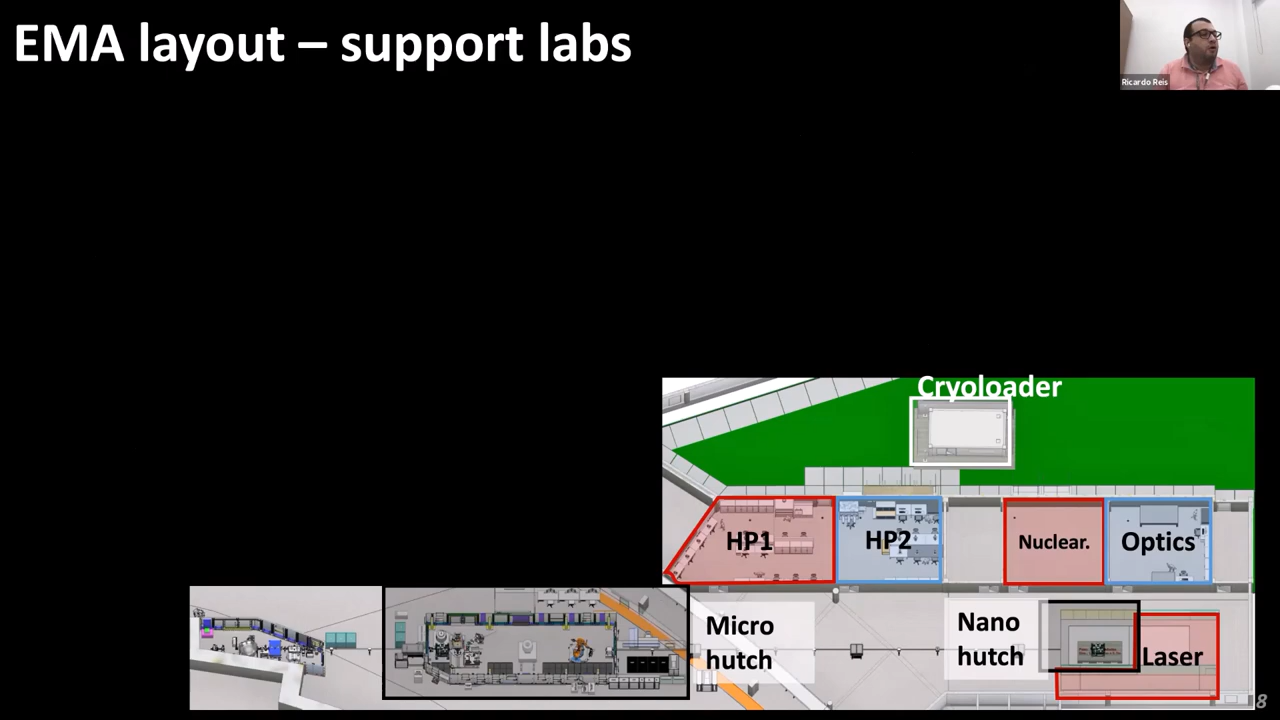 EMA layout – support labs
Ricardo Reis
Cryoloader
HP1
HP2
Nuclear.
Optics
Micro
hutch
Nano
hutch
Laser
8